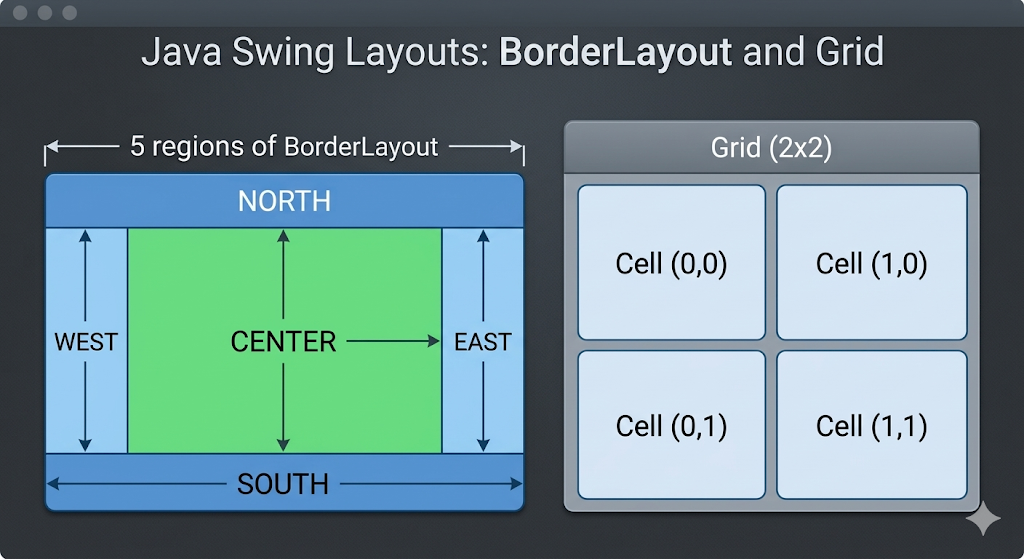 Java Swing Layouts: BorderLayout and Grid
5 regions of BorderLayout
NORTH
WEST
CENTER
EAST
SOUTH
Grid (2x2)
Cell (0,0)
Cell (1,0)
Cell (0,1)
Cell (1,1)